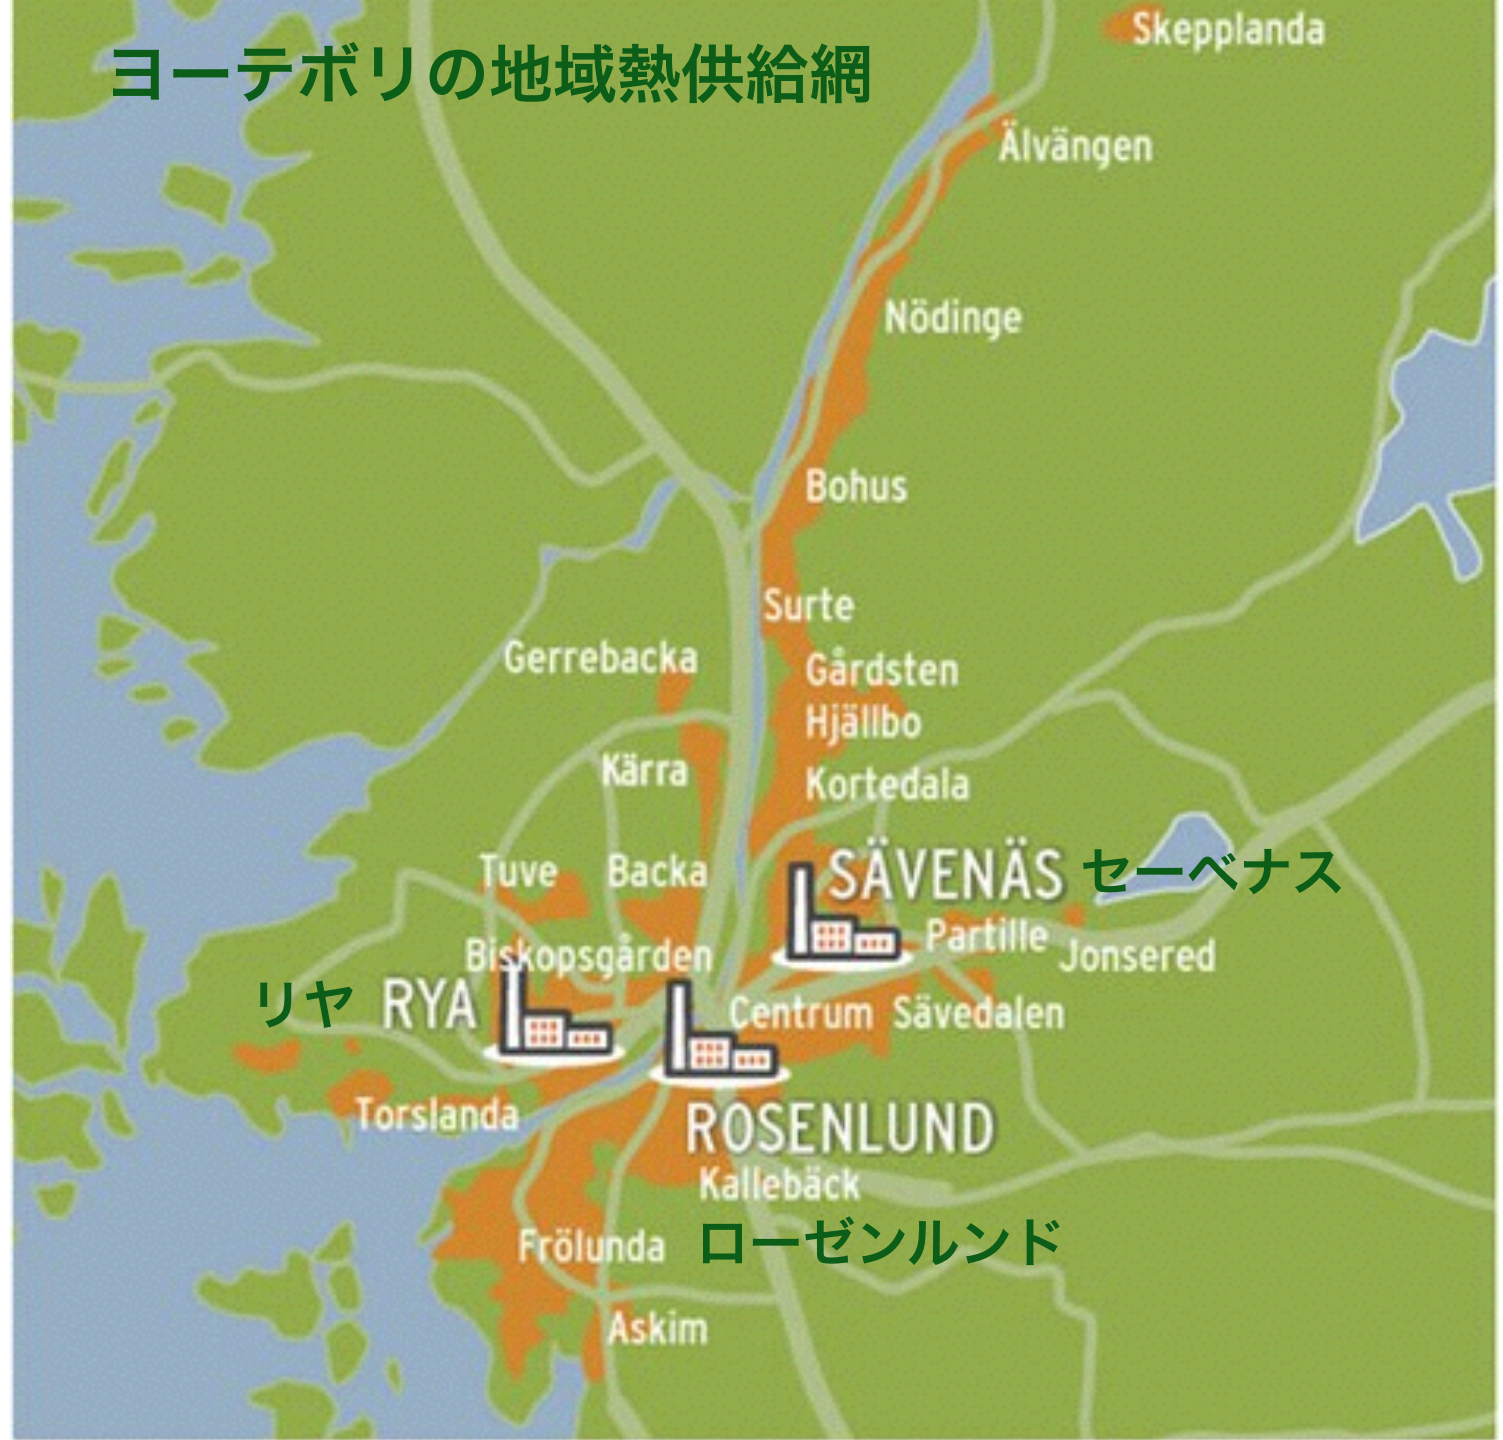 Skepplanda
ヨーテボリの地域熱供給網
Älvängen
Nödinge
Bohus
Surte
Gerrebacka
Gårdsten
Hjällbo
Kärra
Kortedala
Tuve
Backa
SÄVENÄS セーベナス
Partille
Jonsered
Biskopsgården
リヤ RYA
Centrum
Sävedalen
Torslanda
ROSENLUND
Kallebäck
Frölunda
ローゼンルンド
Askim